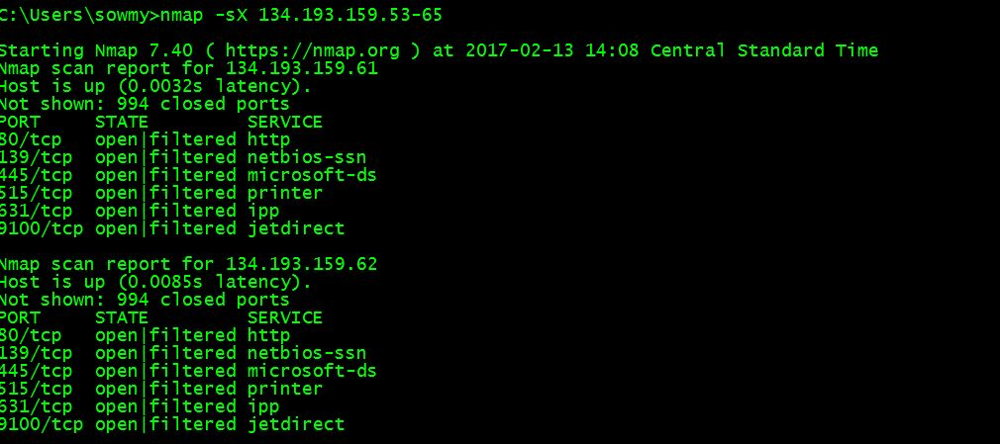 C:\Users\sowmy>nmap -sX 134.193.159.53-65
Starting Nmap 7.40 ( https://nmap.org ) at 2017-02-13 14:08 Central Standard Time
Nmap scan report for 134.193.159.61
Host is up (0.0032s latency).
Not shown: 994 closed ports
PORT     STATE         SERVICE
80/tcp   open|filtered http
139/tcp  open|filtered netbios-ssn
445/tcp  open|filtered microsoft-ds
515/tcp  open|filtered printer
631/tcp  open|filtered ipp
9100/tcp open|filtered jetdirect
Nmap scan report for 134.193.159.62
Host is up (0.0085s latency).
Not shown: 994 closed ports
PORT     STATE         SERVICE
80/tcp   open|filtered http
139/tcp  open|filtered netbios-ssn
445/tcp  open|filtered microsoft-ds
515/tcp  open|filtered printer
631/tcp  open|filtered ipp
9100/tcp open|filtered jetdirect